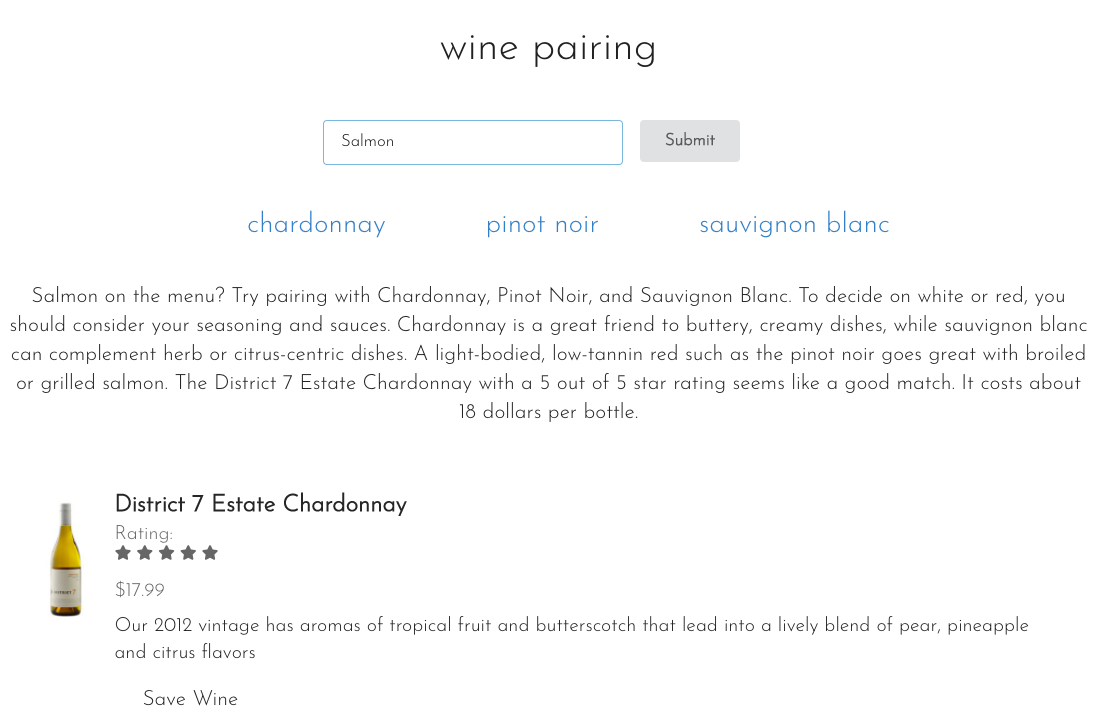 wine pairing
Salmon
Submit
chardonnay
pinot noir
sauvignon blanc
Salmon on the menu? Try pairing with Chardonnay, Pinot Noir, and Sauvignon Blanc. To decide on white or red, you
should consider your seasoning and sauces. Chardonnay is a great friend to buttery, creamy dishes, while sauvignon blanc
can complement herb or citrus-centric dishes. A light-bodied, low-tannin red such as the pinot noir goes great with broiled
or grilled salmon. The District 7 Estate Chardonnay with a 5 out of 5 star rating seems like a good match. It costs about
18 dollars per bottle.
District 7 Estate Chardonnay
Rating:
$17.99
Our 2012 vintage has aromas of tropical fruit and butterscotch that lead into a lively blend of pear, pineapple
and citrus flavors
Save Wine